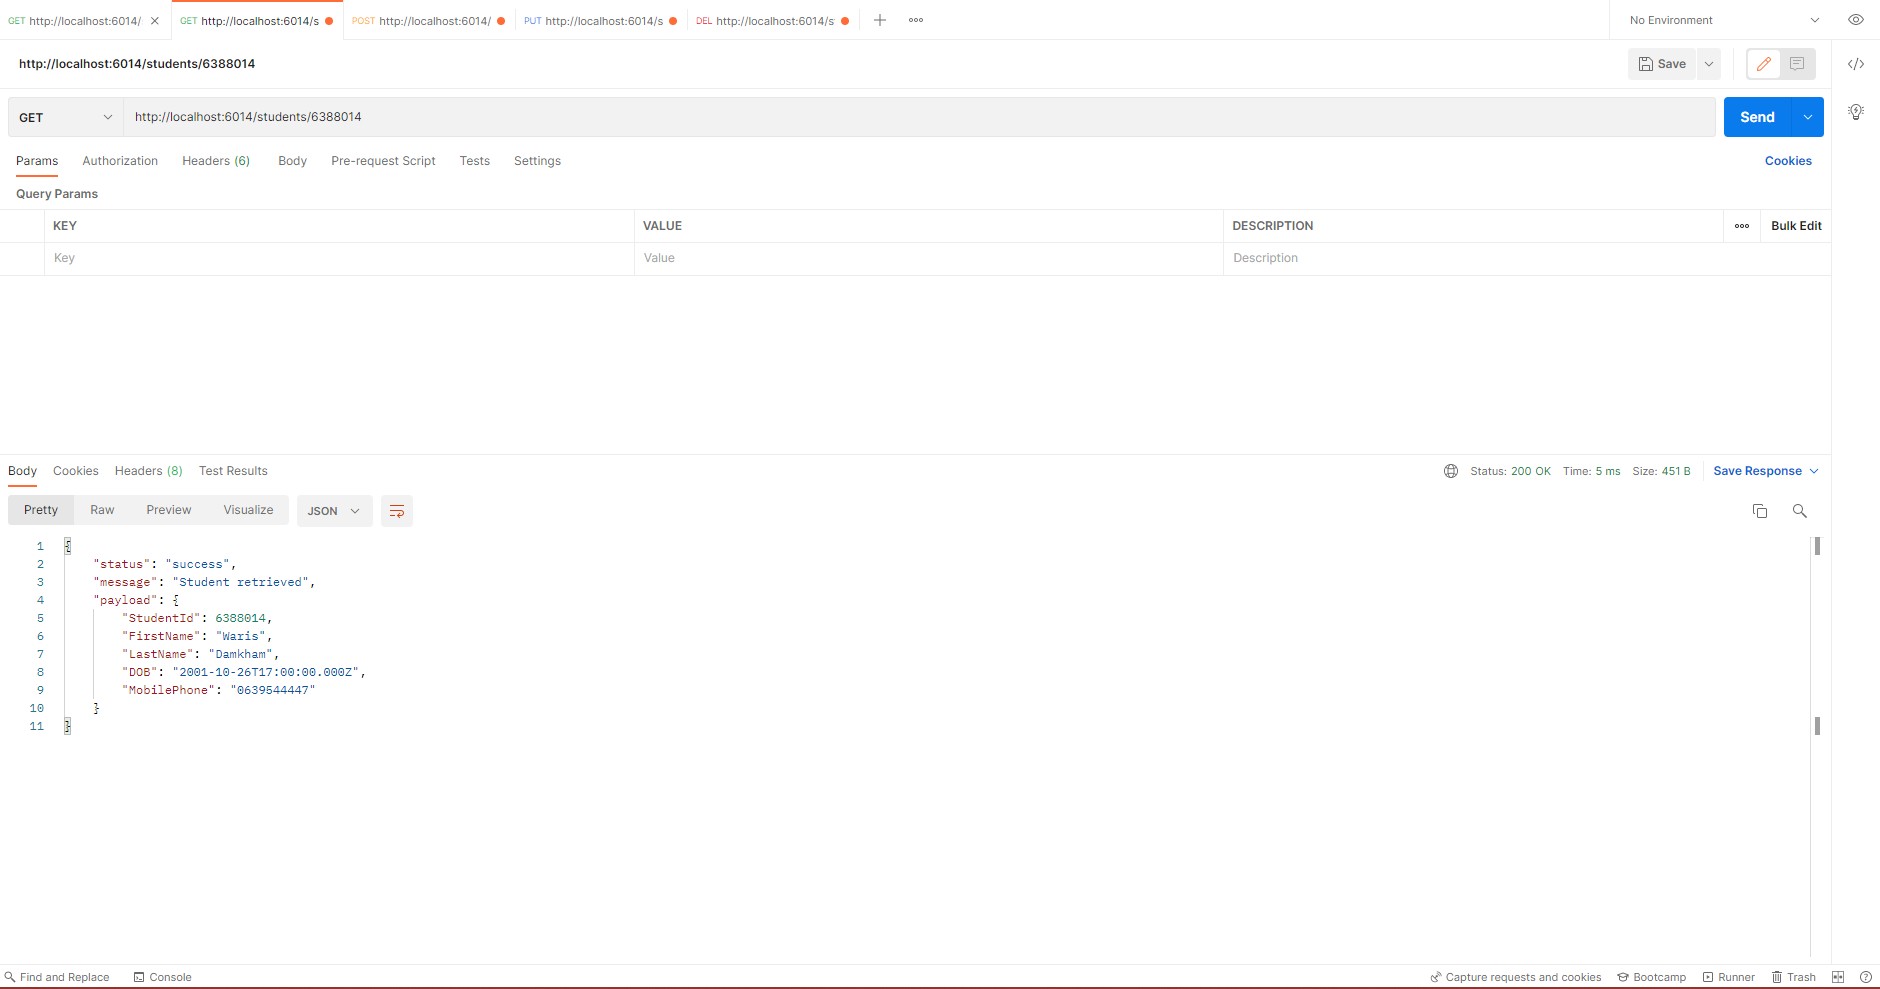 GET http://localhost:6014/ GET http://localhost:6014/s POST http://localhost:6014/ PUT http://localhost:6014/s DEL http://localhost:6014/s No Environment
http://localhost:6014/students/6388014 Save
GET http://localhost:6014/students/6388014 Send
Params Authorization Headers (6) Body Pre-request Script Tests Settings Cookies
Query Params
KEY VALUE DESCRIPTION Bulk Edit
Key Value Description
Body Cookies Headers (8) Test Results Status: 200 OK Time: 5 ms Size: 451 B Save Response
Pretty Raw Preview Visualize JSON
1 {
2 "status": "success",
3 "message": "Student retrieved",
4 "payload": {
5 "StudentId": 6388014,
6 "FirstName": "Waris",
7 "LastName": "Damkham",
8 "DOB": "2001-10-26T17:00:00.000Z",
9 "MobilePhone": "0639544447"
10 }
11 }
Find and Replace Console Capture requests and cookies Bootcamp Runner Trash